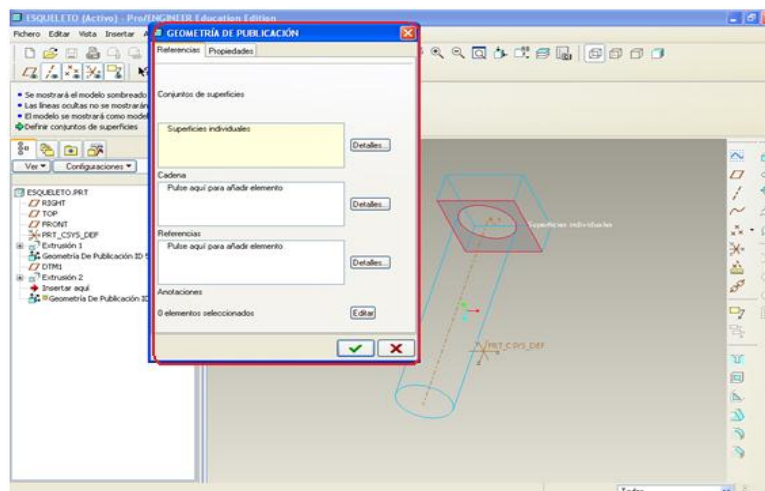 ESQUELETO (Activo) - Pro/ENGINEER Education Edition
Fichero Editar Vista Insertar
GEOMETRÍA DE PUBLICACIÓN
Referencias Propiedades
Se mostrará el modelo sombreado
Las líneas ocultas no se mostrarán
El modelo se mostrará como model
Definir conjuntos de superficies
Ver Configuraciones
ESQUELETO.PRT
RIGHT
TOP
FRONT
PRT_CSYS_DEF
Extrusión 1
Geometría De Publicación ID 5
DTM1
Extrusión 2
Insertar aquí
Geometría De Publicación ID
Conjuntos de superficies
Superficies individuales
Detalles...
Cadena
Pulse aquí para añadir elemento
Detalles...
Referencias
Pulse aquí para añadir elemento
Detalles...
Anotaciones
0 elementos seleccionados
Editar
Superficies individuales
PRT_CSYS_DEF